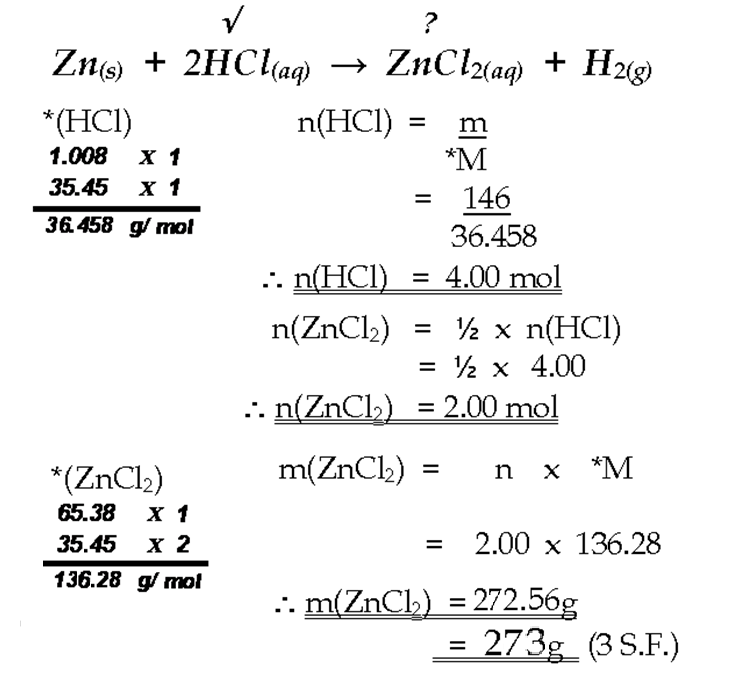 √ ?
Zn(s) + 2HCl(aq) → ZnCl2(aq) + H2(g)
*(HCl)
1.008 X 1
35.45 X 1
36.458 g/ mol
n(HCl) = m
*M
= 146
36.458
∴ n(HCl) = 4.00 mol
n(ZnCl2) = ½ x n(HCl)
= ½ x 4.00
∴ n(ZnCl2) = 2.00 mol
*(ZnCl2)
65.38 X 1
35.45 X 2
136.28 g/ mol
m(ZnCl2) = n x *M
= 2.00 x 136.28
∴ m(ZnCl2) = 272.56g
= 273g (3 S.F.)